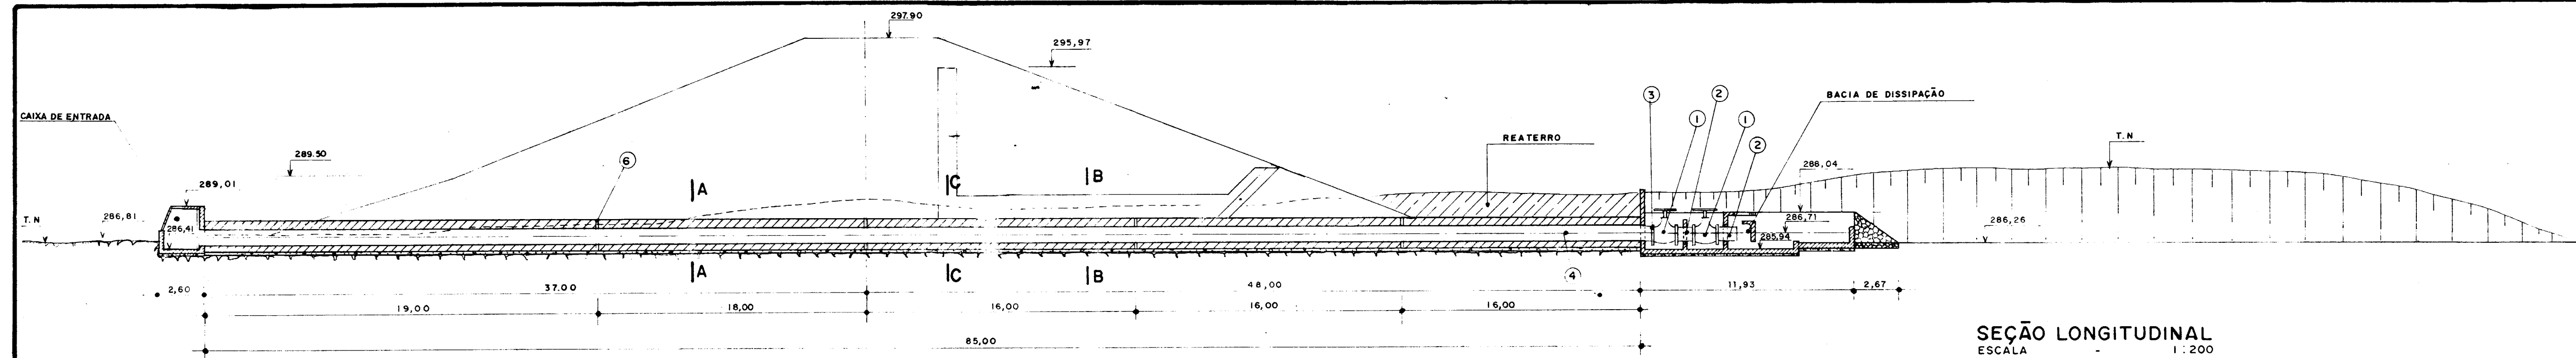 297.90
295,97
CAIXA DE ENTRADA
289.50
289,01
T. N
286,81
286,41
6
A
C
B
REATERRO
3
2
1
1
2
BACIA DE DISSIPAÇÃO
288,04
T. N
286,71
285,94
286,26
A
C
B
4
2,60
37.00
48,00
11,93
2,67
19,00
18,00
16,00
16,00
16,00
85,00
SEÇÃO LONGITUDINAL
ESCALA - 1:200